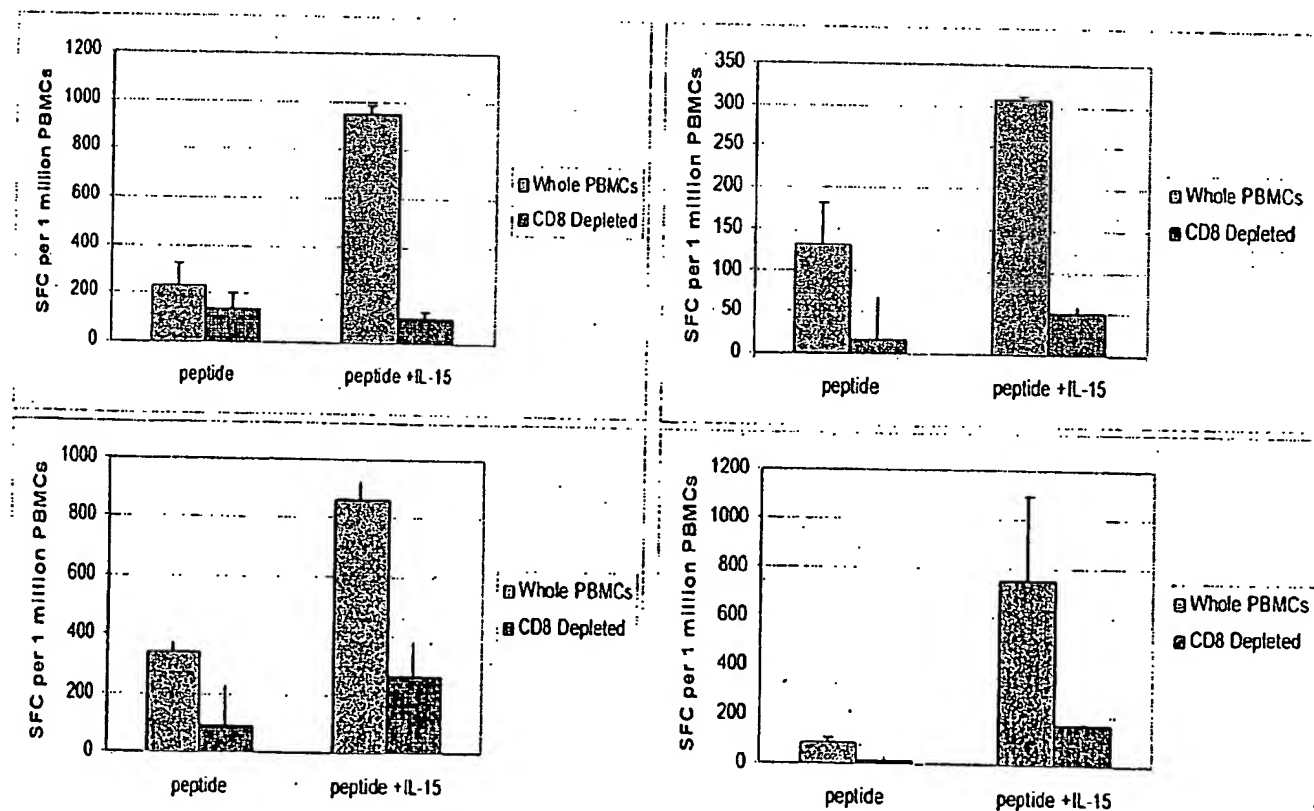 SFC per 1 million PBMCs
1200
1000
800
600
400
200
0
peptide
peptide +IL-15
Whole PBMCs
CD8 Depleted
SFC per 1 million PBMCs
350
300
250
200
150
100
50
0
peptide
peptide +IL-15
Whole PBMCs
CD8 Depleted
SFC per 1 million PBMCs
1000
800
600
400
200
0
peptide
peptide +IL-15
Whole PBMCs
CD8 Depleted
SFC per 1 million PBMCs
1200
1000
800
600
400
200
0
peptide
peptide +IL-15
Whole PBMCs
CD8 Depleted